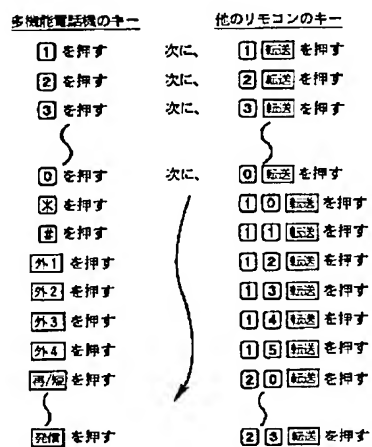 多機能電話機のキー 他のリモコンのキー
1 を押す 次に、 1 転送 を押す
2 を押す 次に、 2 転送 を押す
3 を押す 次に、 3 転送 を押す
0 を押す 次に、 0 転送 を押す
* を押す 1 0 転送 を押す
# を押す 1 1 転送 を押す
外1 を押す 1 2 転送 を押す
外2 を押す 1 3 転送 を押す
外3 を押す 1 4 転送 を押す
外4 を押す 1 5 転送 を押す
再/短 を押す 2 0 転送 を押す
発信 を押す 2 3 転送 を押す